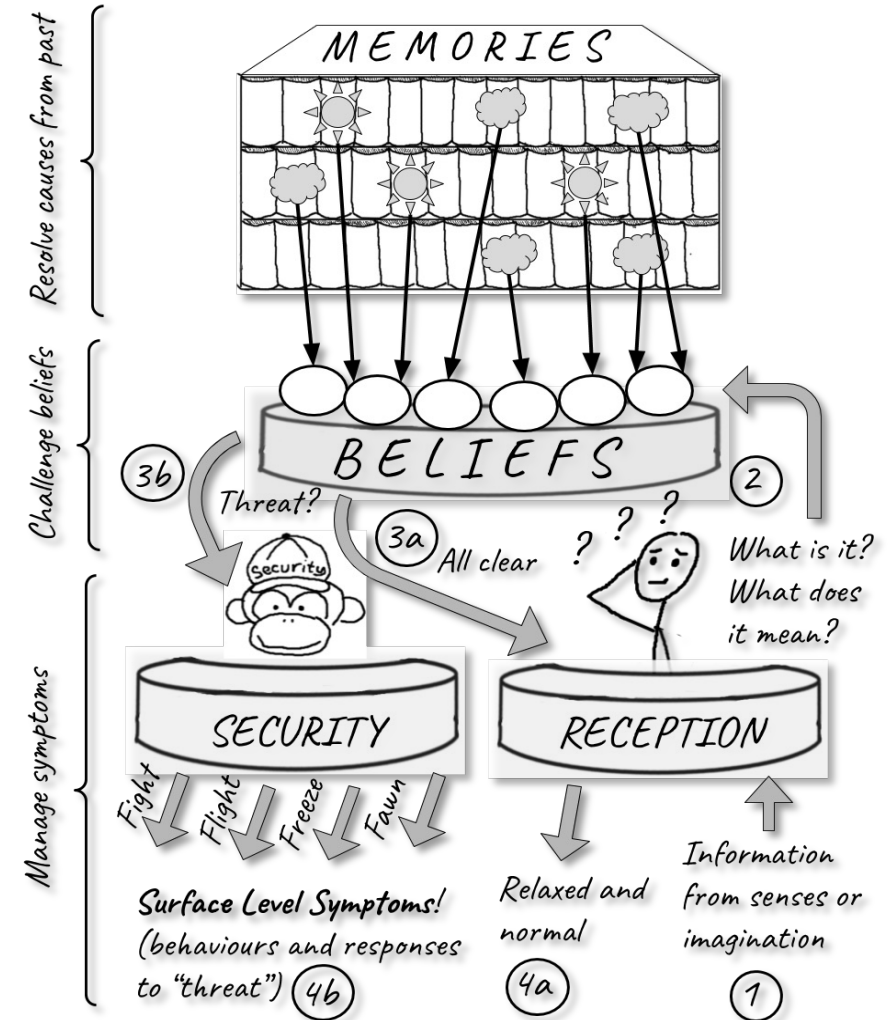 MEMORIES
Resolve causes from past
Challenge beliefs
BELIEFS
3b
Threat?
3a
All clear
? ? ?
2
What is it?
What does
it mean?
Security
Manage symptoms
SECURITY
RECEPTION
Fight
Flight
Freeze
Fawn
Surface Level Symptoms!
(behaviours and responses
to “threat”)
4b
Relaxed and
normal
4a
Information
from senses or
imagination
1